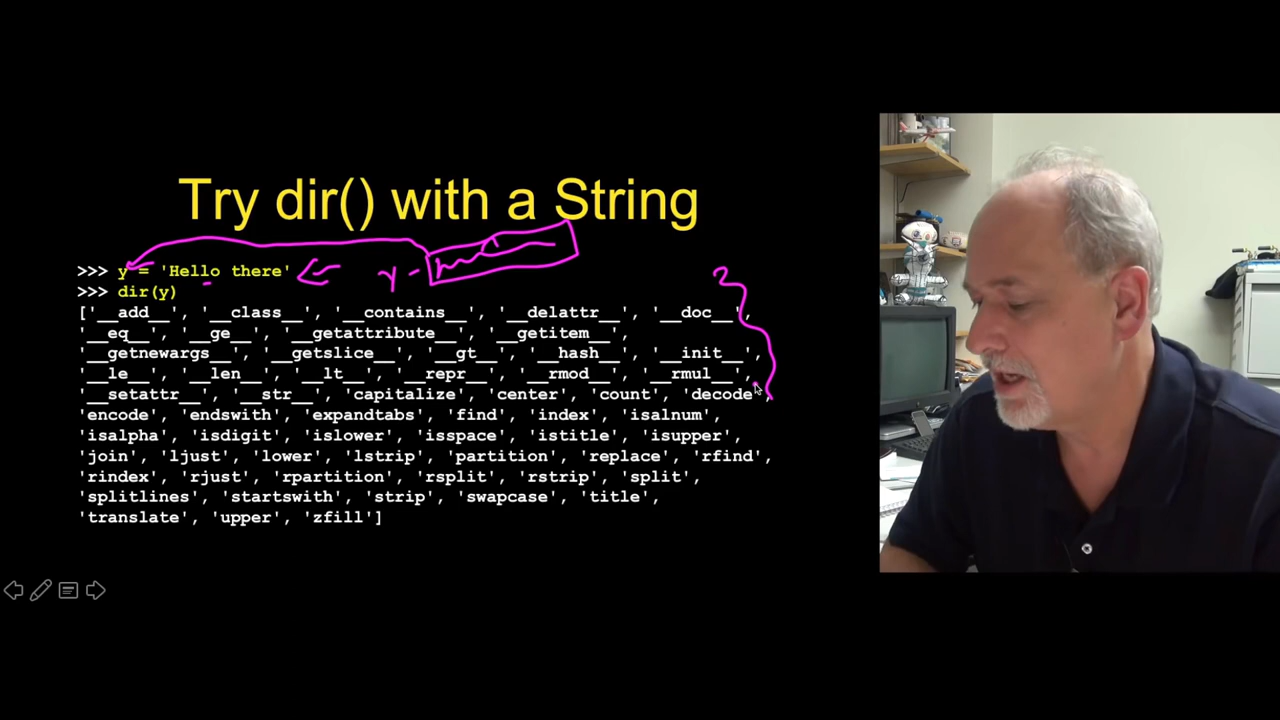 Try dir() with a String
>>> y = 'Hello there'
y
>>> dir(y)
['__add__', '__class__', '__contains__', '__delattr__', '__doc__',
'__eq__', '__ge__', '__getattribute__', '__getitem__',
'__getnewargs__', '__getslice__', '__gt__', '__hash__', '__init__',
'__le__', '__len__', '__lt__', '__repr__', '__rmod__', '__rmul__',
'__setattr__', '__str__', 'capitalize', 'center', 'count', 'decode',
'encode', 'endswith', 'expandtabs', 'find', 'index', 'isalnum',
'isalpha', 'isdigit', 'islower', 'isspace', 'istitle', 'isupper',
'join', 'ljust', 'lower', 'lstrip', 'partition', 'replace', 'rfind',
'rindex', 'rjust', 'rpartition', 'rsplit', 'rstrip', 'split',
'splitlines', 'startswith', 'strip', 'swapcase', 'title',
'translate', 'upper', 'zfill']